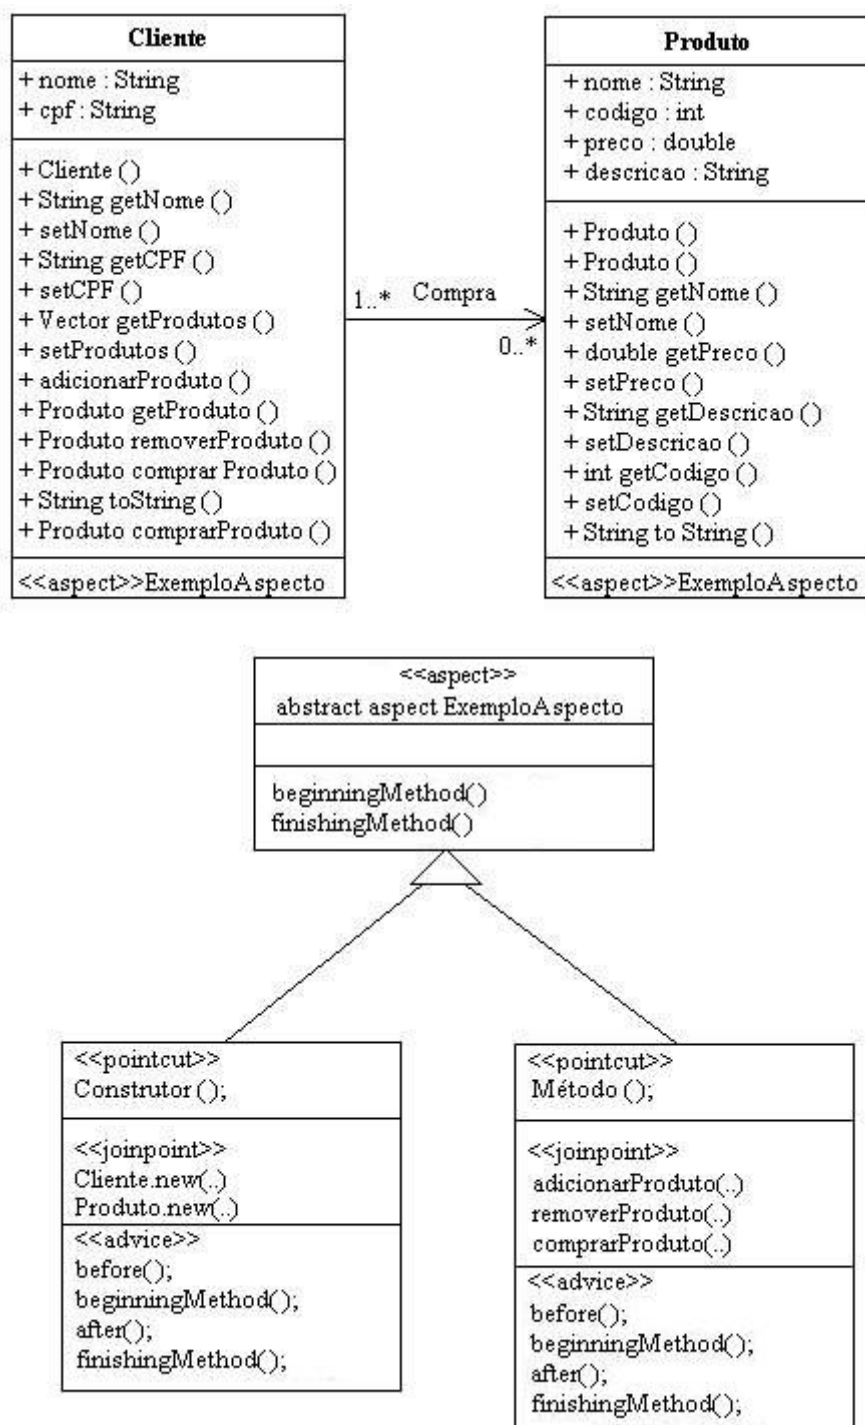 Cliente
+ nome : String
+ cpf : String
+ Cliente ()
+ String getNome ()
+ setNome ()
+ String getCPF ()
+ setCPF ()
+ Vector getProdutos ()
+ setProdutos ()
+ adicionarProduto ()
+ Produto getProduto ()
+ Produto removerProduto ()
+ Produto comprar Produto ()
+ String toString ()
+ Produto comprarProduto ()
<<aspect>>ExemploAspecto
1..* Compra
0..*
Produto
+ nome : String
+ codigo : int
+ preco : double
+ descricao : String
+ Produto ()
+ Produto ()
+ String getNome ()
+ setNome ()
+ double getPreco ()
+ setPreco ()
+ String getDescricao ()
+ setDescricao ()
+ int getCodigo ()
+ setCodigo ()
+ String to String ()
<<aspect>>ExemploAspecto
<<aspect>>
abstract aspect ExemploAspecto
beginningMethod()
finishingMethod()
<<pointcut>>
Construtor ();
<<joinpoint>>
Cliente.new(..)
Produto.new(..)
<<advice>>
before();
beginningMethod();
after();
finishingMethod();
<<pointcut>>
Método ();
<<joinpoint>>
adicionarProduto(..)
removerProduto(..)
comprarProduto(..)
<<advice>>
before();
beginningMethod();
after();
finishingMethod();